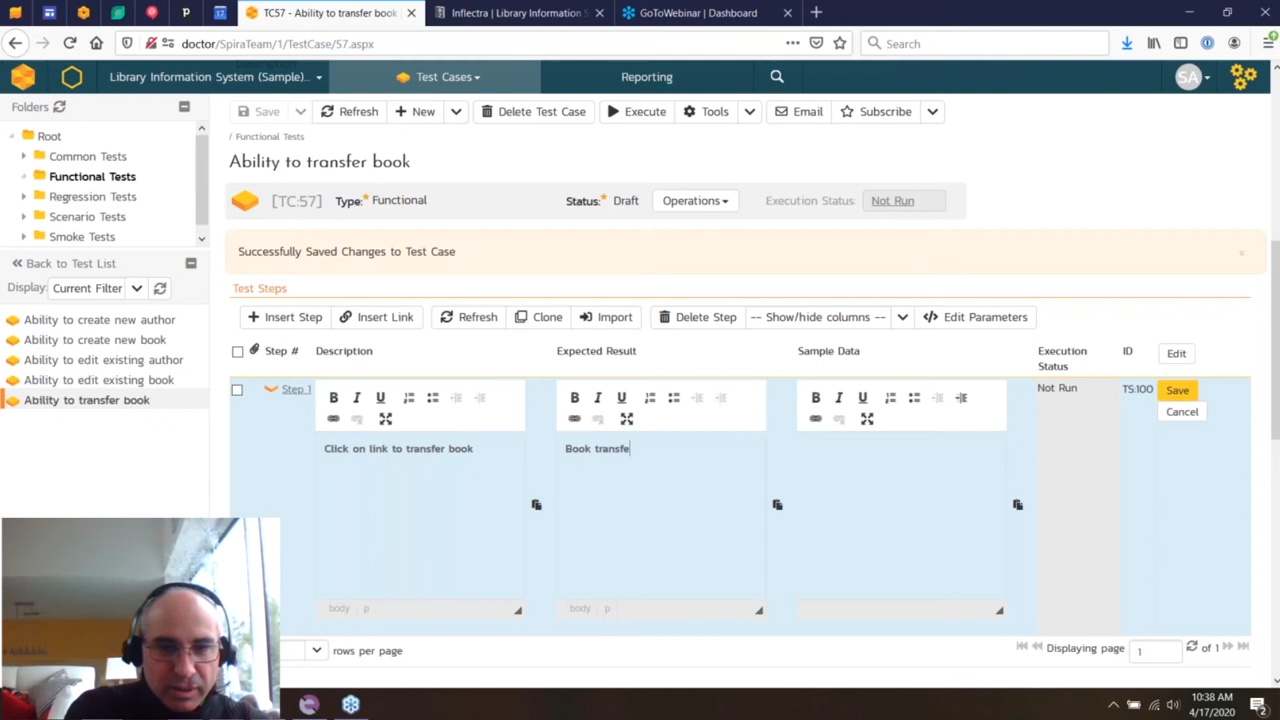 TC57 - Ability to transfer book
Inflectra | Library Information S
GoToWebinar | Dashboard
doctor/SpiraTeam/1/TestCase/57.aspx
Search
Library Information System (Sample)...
Test Cases
Reporting
SA
Folders
Root
Common Tests
Functional Tests
Regression Tests
Scenario Tests
Smoke Tests
Back to Test List
Display: Current Filter
Ability to create new author
Ability to create new book
Ability to edit existing author
Ability to edit existing book
Ability to transfer book
Save Refresh + New Delete Test Case Execute Tools Email Subscribe
/ Functional Tests
Ability to transfer book
[TC:57] Type:* Functional Status:* Draft Operations Execution Status: Not Run
Successfully Saved Changes to Test Case x
Test Steps
+ Insert Step Insert Link Refresh Clone Import Delete Step -- Show/hide columns -- </> Edit Parameters
Step # Description Expected Result Sample Data Execution Status ID Edit
Step 1 B I U B I U B I U Not Run TS:100 Save
Cancel
Click on link to transfer book Book transfe
body p body p
rows per page Displaying page 1 of 1
10:38 AM
4/17/2020
2